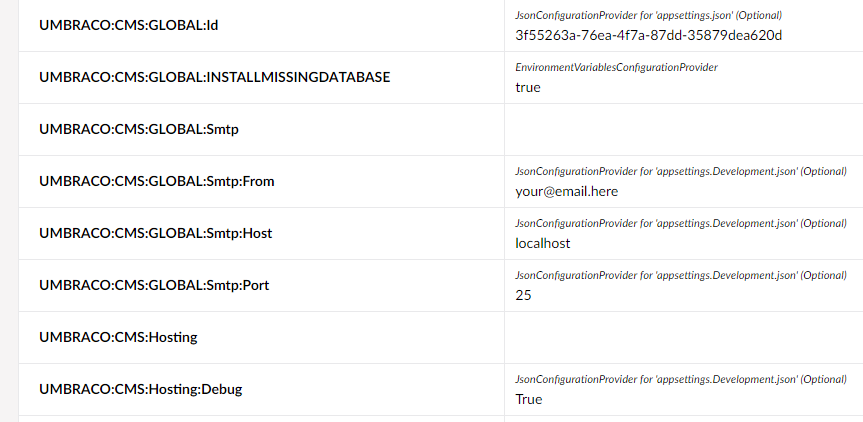 UMBRACO:CMS:GLOBAL:Id
JsonConfigurationProvider for 'appsettings.json' (Optional)
3f55263a-76ea-4f7a-87dd-35879dea620d
UMBRACO:CMS:GLOBAL:INSTALLMISSINGDATABASE
EnvironmentVariablesConfigurationProvider
true
UMBRACO:CMS:GLOBAL:Smtp
UMBRACO:CMS:GLOBAL:Smtp:From
JsonConfigurationProvider for 'appsettings.Development.json' (Optional)
your@email.here
UMBRACO:CMS:GLOBAL:Smtp:Host
JsonConfigurationProvider for 'appsettings.Development.json' (Optional)
localhost
UMBRACO:CMS:GLOBAL:Smtp:Port
JsonConfigurationProvider for 'appsettings.Development.json' (Optional)
25
UMBRACO:CMS:Hosting
UMBRACO:CMS:Hosting:Debug
JsonConfigurationProvider for 'appsettings.Development.json' (Optional)
True